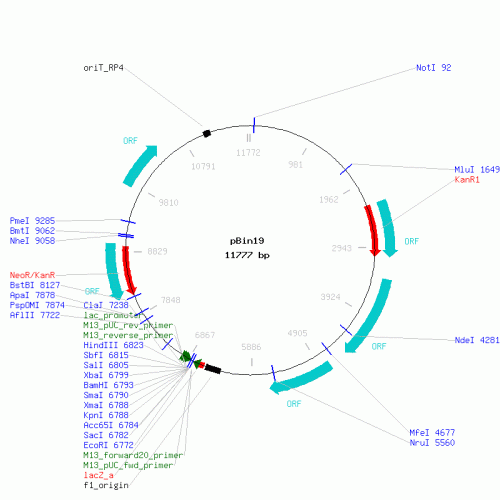 oriT_RP4
NotI 92
ORF
11772
981
10791
MluI 1649
KanR1
1962
9810
PmeI 9285
BmtI 9062
NheI 9058
pBin19
11777 bp
2943
ORF
8829
NeoR/KanR
BstBI 8127
ORF
ApaI 7878
PspOMI 7874
ClaI 7238
7848
3924
AflII 7722
lac_promoter
M13_pUC_rev_primer
M13_reverse_primer
6867
4905
NdeI 4281
HindIII 6823
ORF
SbfI 6815
5886
SalI 6805
XbaI 6799
BamHI 6793
SmaI 6790
XmaI 6788
ORF
KpnI 6788
Acc65I 6784
MfeI 4677
SacI 6782
NruI 5560
EcoRI 6772
M13_forward20_primer
M13_pUC_fwd_primer
lacZ_a
f1_origin